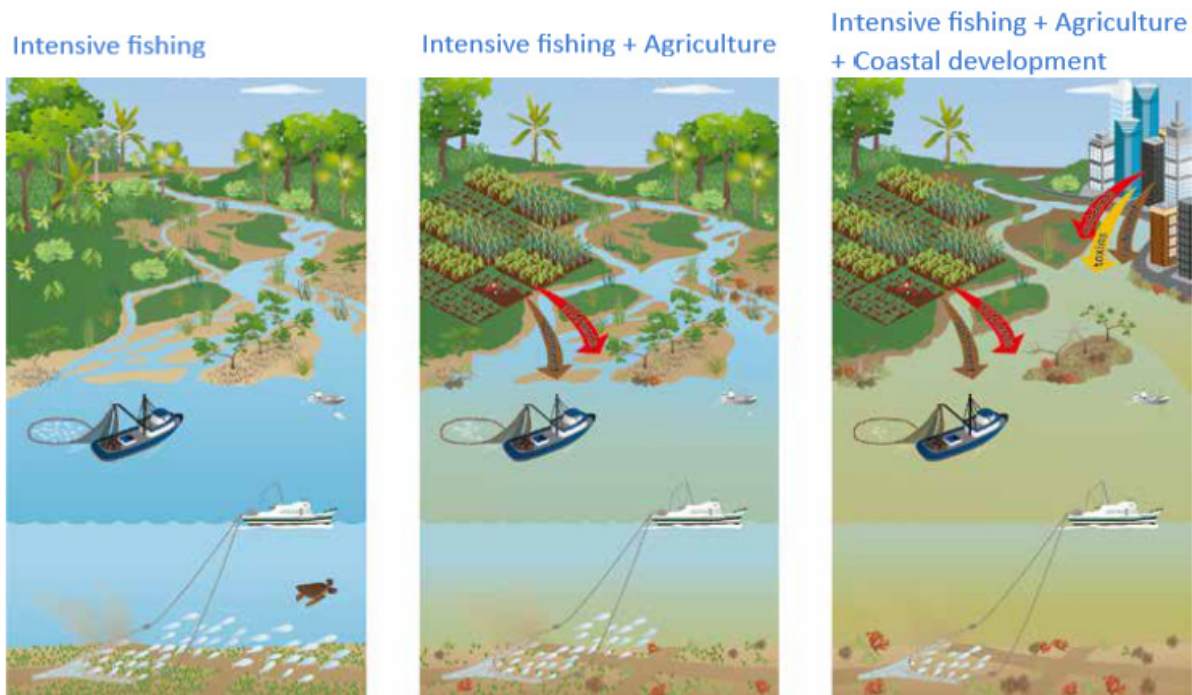 Intensive fishing
Intensive fishing + Agriculture
Intensive fishing + Agriculture
+ Coastal development
toxins